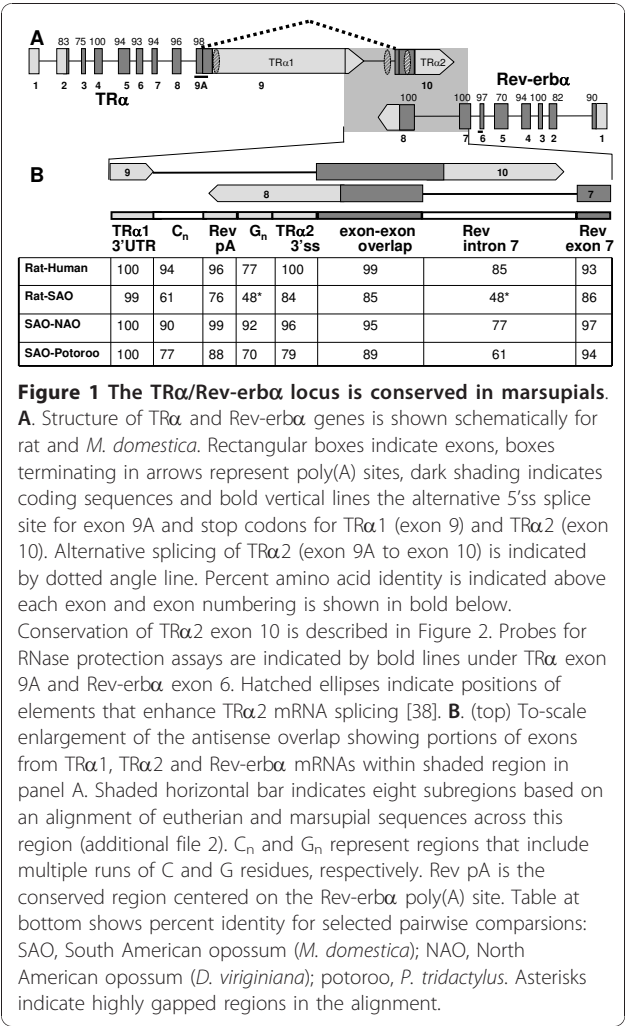 A
83 75 100 94 93 94 96 98
TRα1
TRα2
1 2 3 4 5 6 7 8 9A 9 10
TRα
Rev-erbα
100 100 97 70 94 100 82 90
8 7 6 5 4 3 2 1
B
9 10
8 7
TRα1 3'UTR Cn Rev pA Gn TRα2 3'ss exon-exon overlap Rev intron 7 Rev exon 7
Rat-Human 100 94 96 77 100 99 85 93
Rat-SAO 99 61 76 48* 84 85 48* 86
SAO-NAO 100 90 99 92 96 95 77 97
SAO-Potoroo 100 77 88 70 79 89 61 94
Figure 1 The TRα/Rev-erbα locus is conserved in marsupials.
A. Structure of TRα and Rev-erbα genes is shown schematically for
rat and M. domestica. Rectangular boxes indicate exons, boxes
terminating in arrows represent poly(A) sites, dark shading indicates
coding sequences and bold vertical lines the alternative 5'ss splice
site for exon 9A and stop codons for TRα1 (exon 9) and TRα2 (exon
10). Alternative splicing of TRα2 (exon 9A to exon 10) is indicated
by dotted angle line. Percent amino acid identity is indicated above
each exon and exon numbering is shown in bold below.
Conservation of TRα2 exon 10 is described in Figure 2. Probes for
RNase protection assays are indicated by bold lines under TRα exon
9A and Rev-erbα exon 6. Hatched ellipses indicate positions of
elements that enhance TRα2 mRNA splicing [38]. B. (top) To-scale
enlargement of the antisense overlap showing portions of exons
from TRα1, TRα2 and Rev-erbα mRNAs within shaded region in
panel A. Shaded horizontal bar indicates eight subregions based on
an alignment of eutherian and marsupial sequences across this
region (additional file 2). Cn and Gn represent regions that include
multiple runs of C and G residues, respectively. Rev pA is the
conserved region centered on the Rev-erbα poly(A) site. Table at
bottom shows percent identity for selected pairwise comparsions:
SAO, South American opossum (M. domestica); NAO, North
American opossum (D. viriginiana); potoroo, P. tridactylus. Asterisks
indicate highly gapped regions in the alignment.